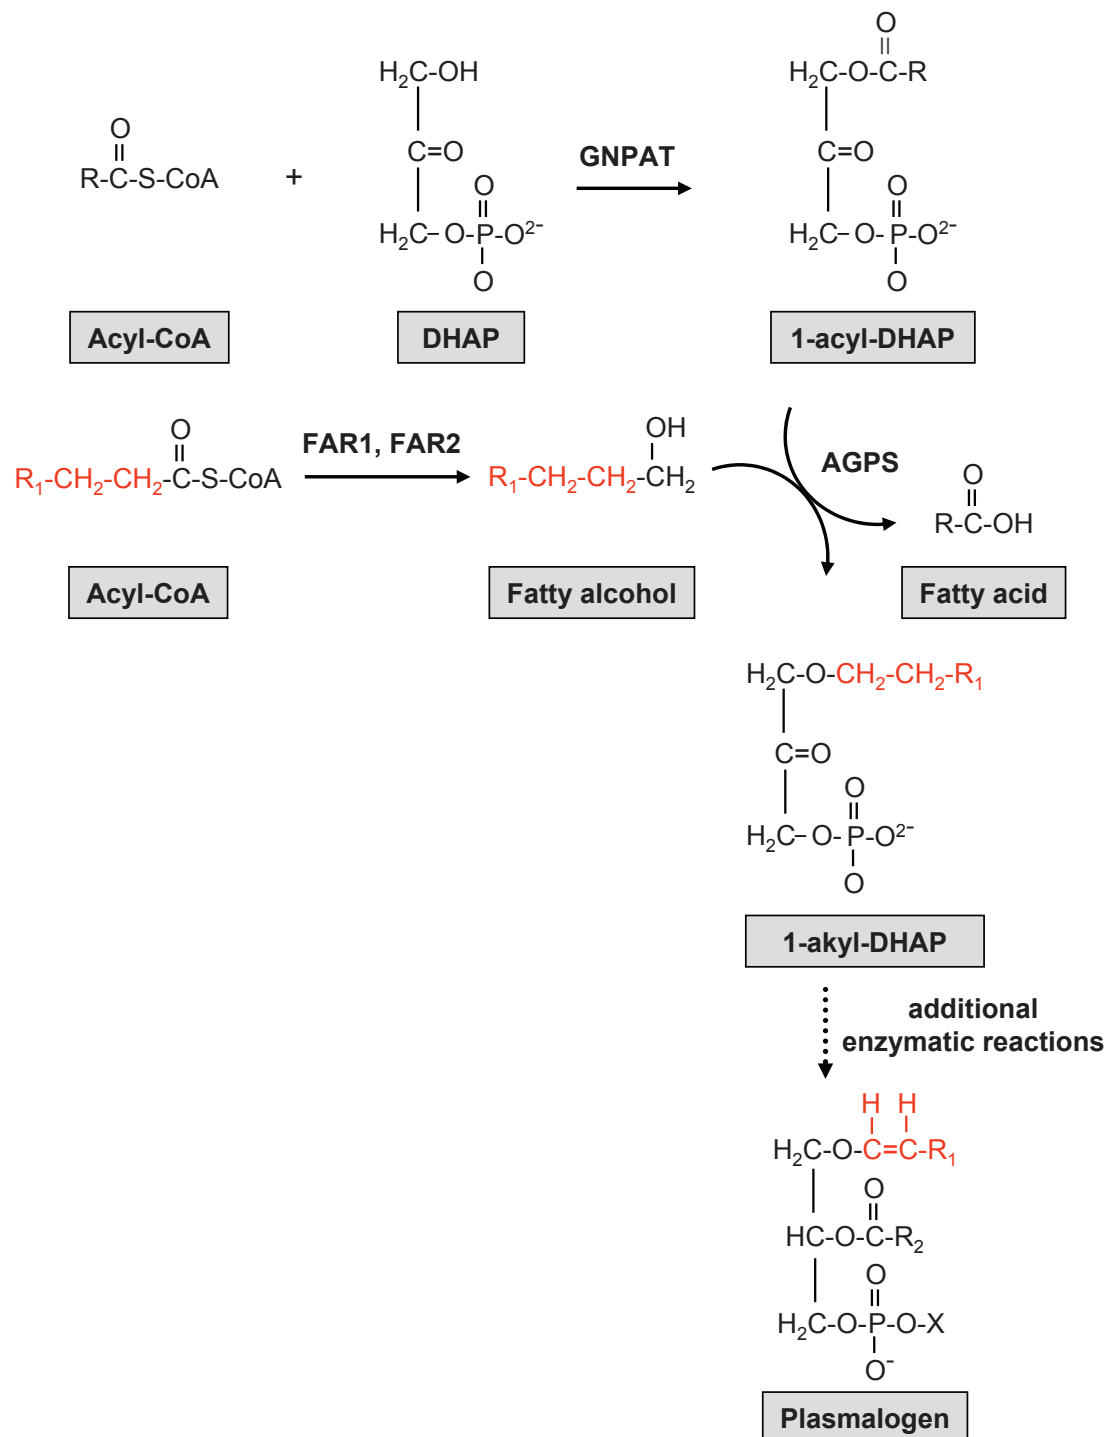 O
H₂C-OH
O
H₂C-O-C-R
R-C-S-CoA
+
C=O
GNPAT
C=O
O
O
H₂C-O-P-O²⁻
H₂C-O-P-O²⁻
O
O
Acyl-CoA
DHAP
1-acyl-DHAP
O
FAR1, FAR2
OH
AGPS
R₁-CH₂-CH₂-C-S-CoA
R₁-CH₂-CH₂-CH₂
O
R-C-OH
Acyl-CoA
Fatty alcohol
Fatty acid
H₂C-O-CH₂-CH₂-R₁
C=O
O
H₂C-O-P-O²⁻
O
1-akyl-DHAP
additional
enzymatic reactions
H H
H₂C-O-C=C-R₁
O
HC-O-C-R₂
O
H₂C-O-P-O-X
O⁻
Plasmalogen